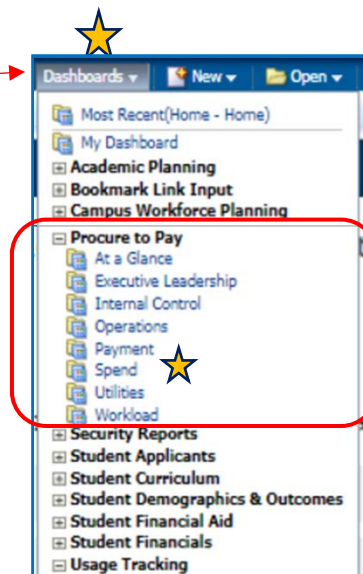 Dashboards New Open
Most Recent(Home - Home)
My Dashboard
Academic Planning
Bookmark Link Input
Campus Workforce Planning
Procure to Pay
At a Glance
Executive Leadership
Internal Control
Operations
Payment
Spend
Utilities
Workload
Security Reports
Student Applicants
Student Curriculum
Student Demographics & Outcomes
Student Financial Aid
Student Financials
Usage Tracking